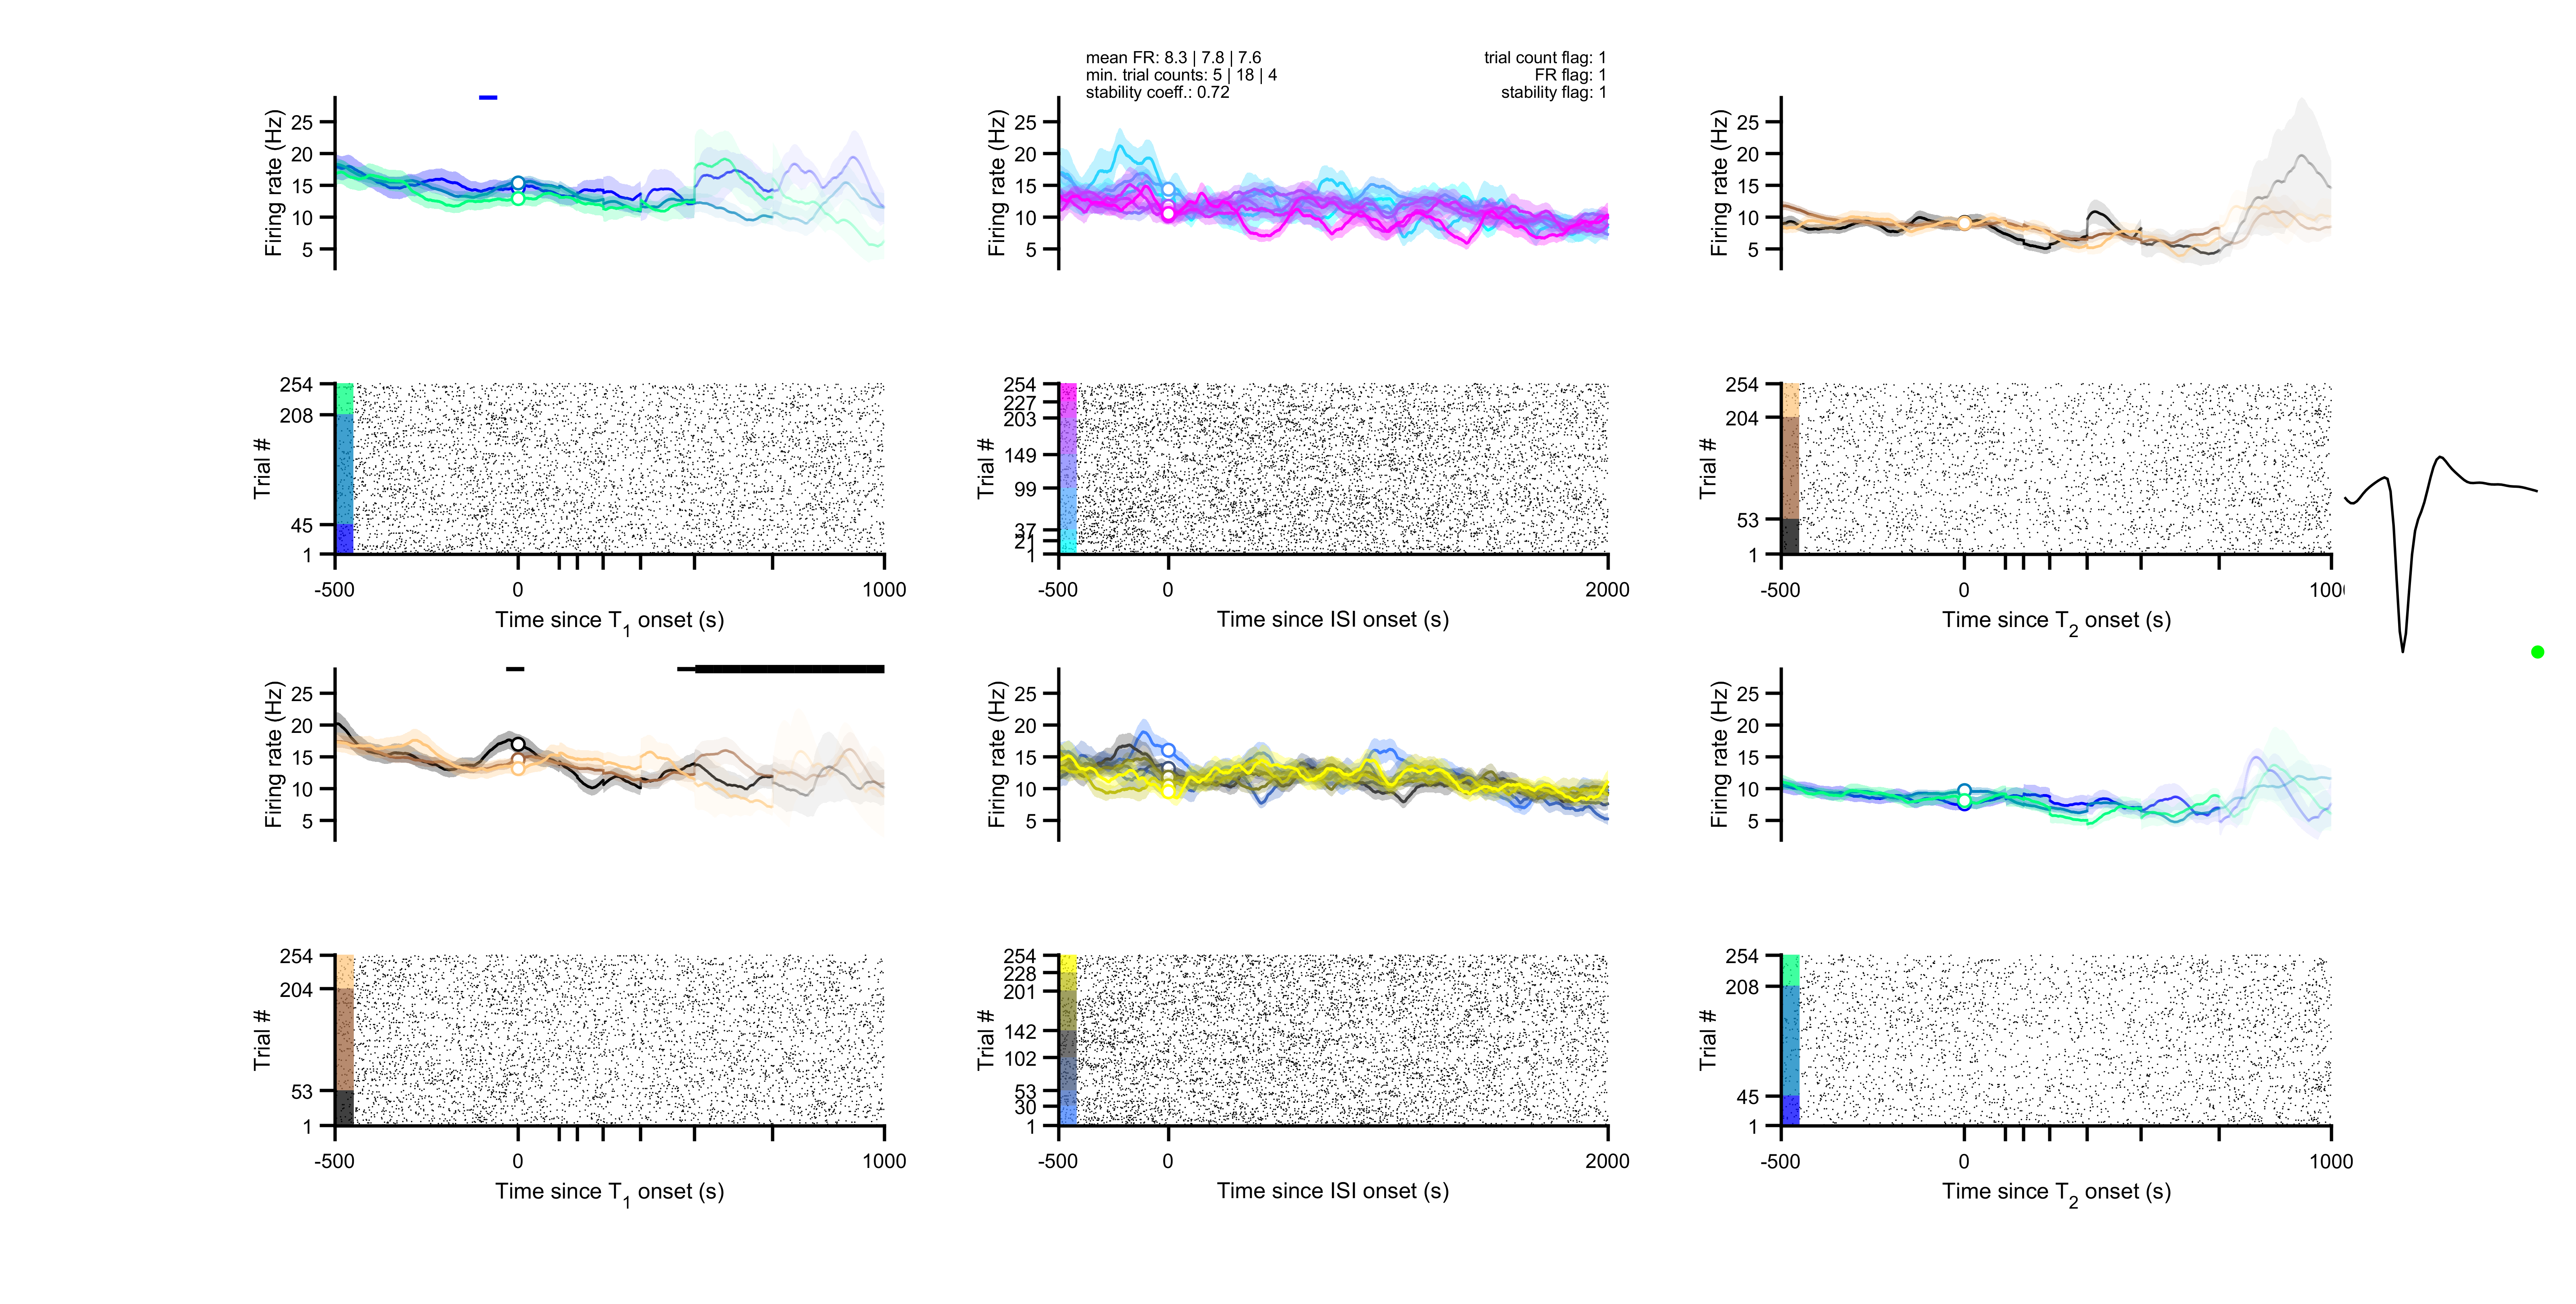 mean FR: 8.3 | 7.8 | 7.6
min. trial counts: 5 | 18 | 4
stability coeff.: 0.72
trial count flag: 1
FR flag: 1
stability flag: 1
Firing rate (Hz)
25
20
15
10
5
Firing rate (Hz)
25
20
15
10
5
Firing rate (Hz)
25
20
15
10
5
Trial #
254
208
45
1
-500 0 1000
Time since T1 onset (s)
Trial #
254
227
203
149
99
37
21
1
-500 0 2000
Time since ISI onset (s)
Trial #
254
204
53
1
-500 0 100
Time since T2 onset (s)
Firing rate (Hz)
25
20
15
10
5
Firing rate (Hz)
25
20
15
10
5
Firing rate (Hz)
25
20
15
10
5
Trial #
254
204
53
1
-500 0 1000
Time since T1 onset (s)
Trial #
254
228
201
142
102
53
30
1
-500 0 2000
Time since ISI onset (s)
Trial #
254
208
45
1
-500 0 1000
Time since T2 onset (s)